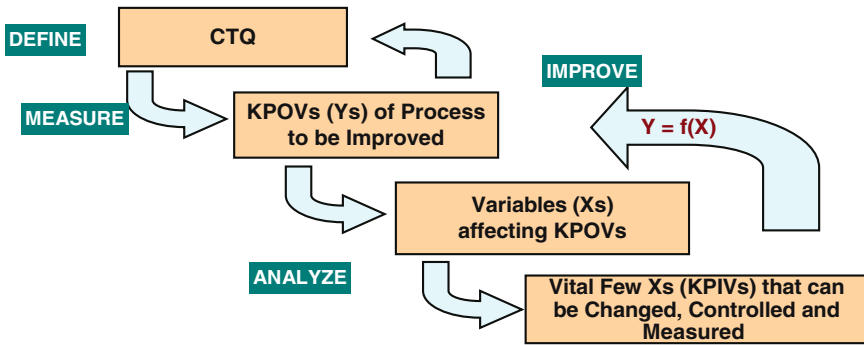 DEFINE
CTQ
IMPROVE
MEASURE
KPOVs (Ys) of Process
to be Improved
Y = f(X)
Variables (Xs)
affecting KPOVs
ANALYZE
Vital Few Xs (KPIVs) that can
be Changed, Controlled and
Measured